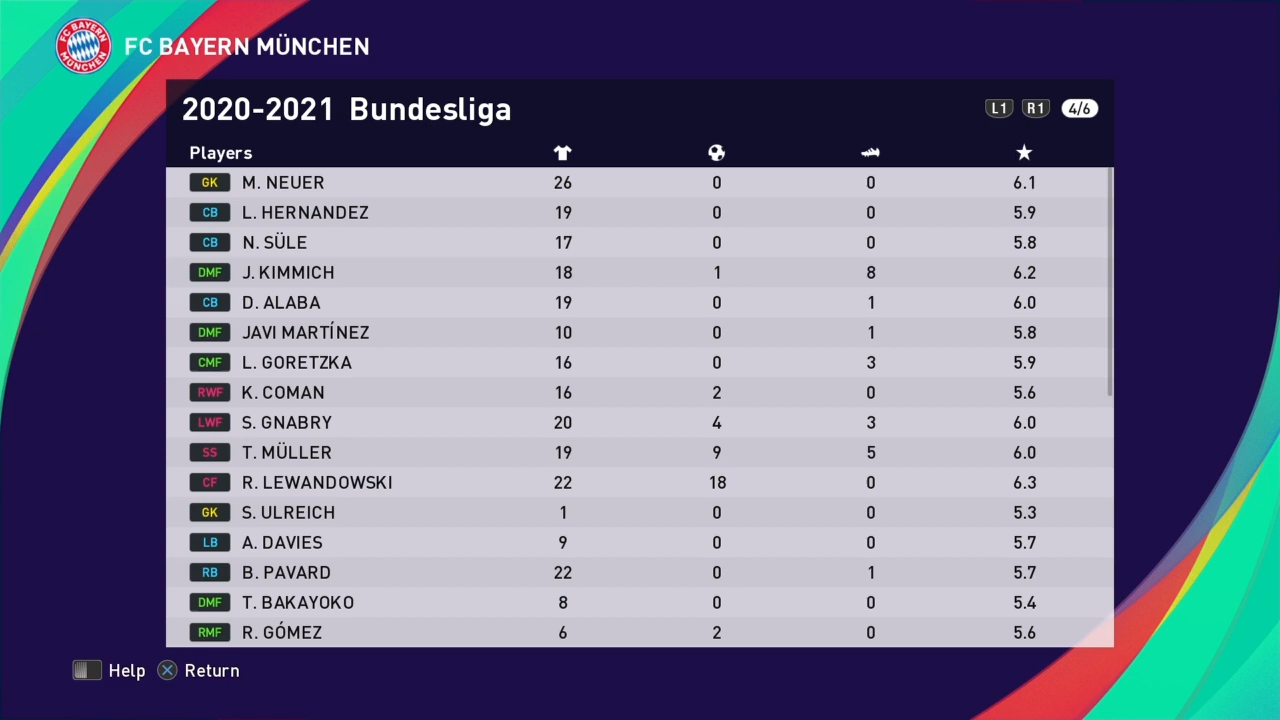 FC BAYERN MÜNCHEN
FC BAYERN
MÜNCHEN
2020-2021 Bundesliga L1 R1 4/6
Players
GK M. NEUER 26 0 0 6.1
CB L. HERNANDEZ 19 0 0 5.9
CB N. SÜLE 17 0 0 5.8
DMF J. KIMMICH 18 1 8 6.2
CB D. ALABA 19 0 1 6.0
DMF JAVI MARTÍNEZ 10 0 1 5.8
CMF L. GORETZKA 16 0 3 5.9
RWF K. COMAN 16 2 0 5.6
LWF S. GNABRY 20 4 3 6.0
SS T. MÜLLER 19 9 5 6.0
CF R. LEWANDOWSKI 22 18 0 6.3
GK S. ULREICH 1 0 0 5.3
LB A. DAVIES 9 0 0 5.7
RB B. PAVARD 22 0 1 5.7
DMF T. BAKAYOKO 8 0 0 5.4
RMF R. GÓMEZ 6 2 0 5.6
Help Return